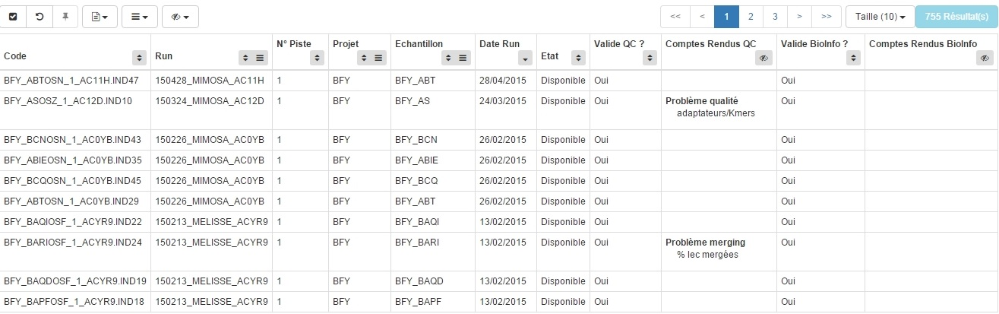 << < 1 2 3 > >> Taille (10) 755 Résultat(s)
Code Run N° Piste Projet Echantillon Date Run Etat Valide QC ? Comptes Rendus QC Valide BioInfo ? Comptes Rendus BioInfo
BFY_ABTOSN_1_AC11H.IND47 150428_MIMOSA_AC11H 1 BFY BFY_ABT 28/04/2015 Disponible Oui Oui
BFY_ASOSZ_1_AC12D.IND10 150324_MIMOSA_AC12D 1 BFY BFY_AS 24/03/2015 Disponible Oui Problème qualité Oui
adaptateurs/Kmers
BFY_BCNOSN_1_AC0YB.IND43 150226_MIMOSA_AC0YB 1 BFY BFY_BCN 26/02/2015 Disponible Oui Oui
BFY_ABIEOSN_1_AC0YB.IND35 150226_MIMOSA_AC0YB 1 BFY BFY_ABIE 26/02/2015 Disponible Oui Oui
BFY_BCQOSN_1_AC0YB.IND45 150226_MIMOSA_AC0YB 1 BFY BFY_BCQ 26/02/2015 Disponible Oui Oui
BFY_ABTOSN_1_AC0YB.IND29 150226_MIMOSA_AC0YB 1 BFY BFY_ABT 26/02/2015 Disponible Oui Oui
BFY_BAQIOSF_1_ACYR9.IND22 150213_MELISSE_ACYR9 1 BFY BFY_BAQI 13/02/2015 Disponible Oui Oui
BFY_BARIOSF_1_ACYR9.IND24 150213_MELISSE_ACYR9 1 BFY BFY_BARI 13/02/2015 Disponible Oui Problème merging Oui
% lec mergées
BFY_BAQDOSF_1_ACYR9.IND19 150213_MELISSE_ACYR9 1 BFY BFY_BAQD 13/02/2015 Disponible Oui Oui
BFY_BAPFOSF_1_ACYR9.IND18 150213_MELISSE_ACYR9 1 BFY BFY_BAPF 13/02/2015 Disponible Oui Oui